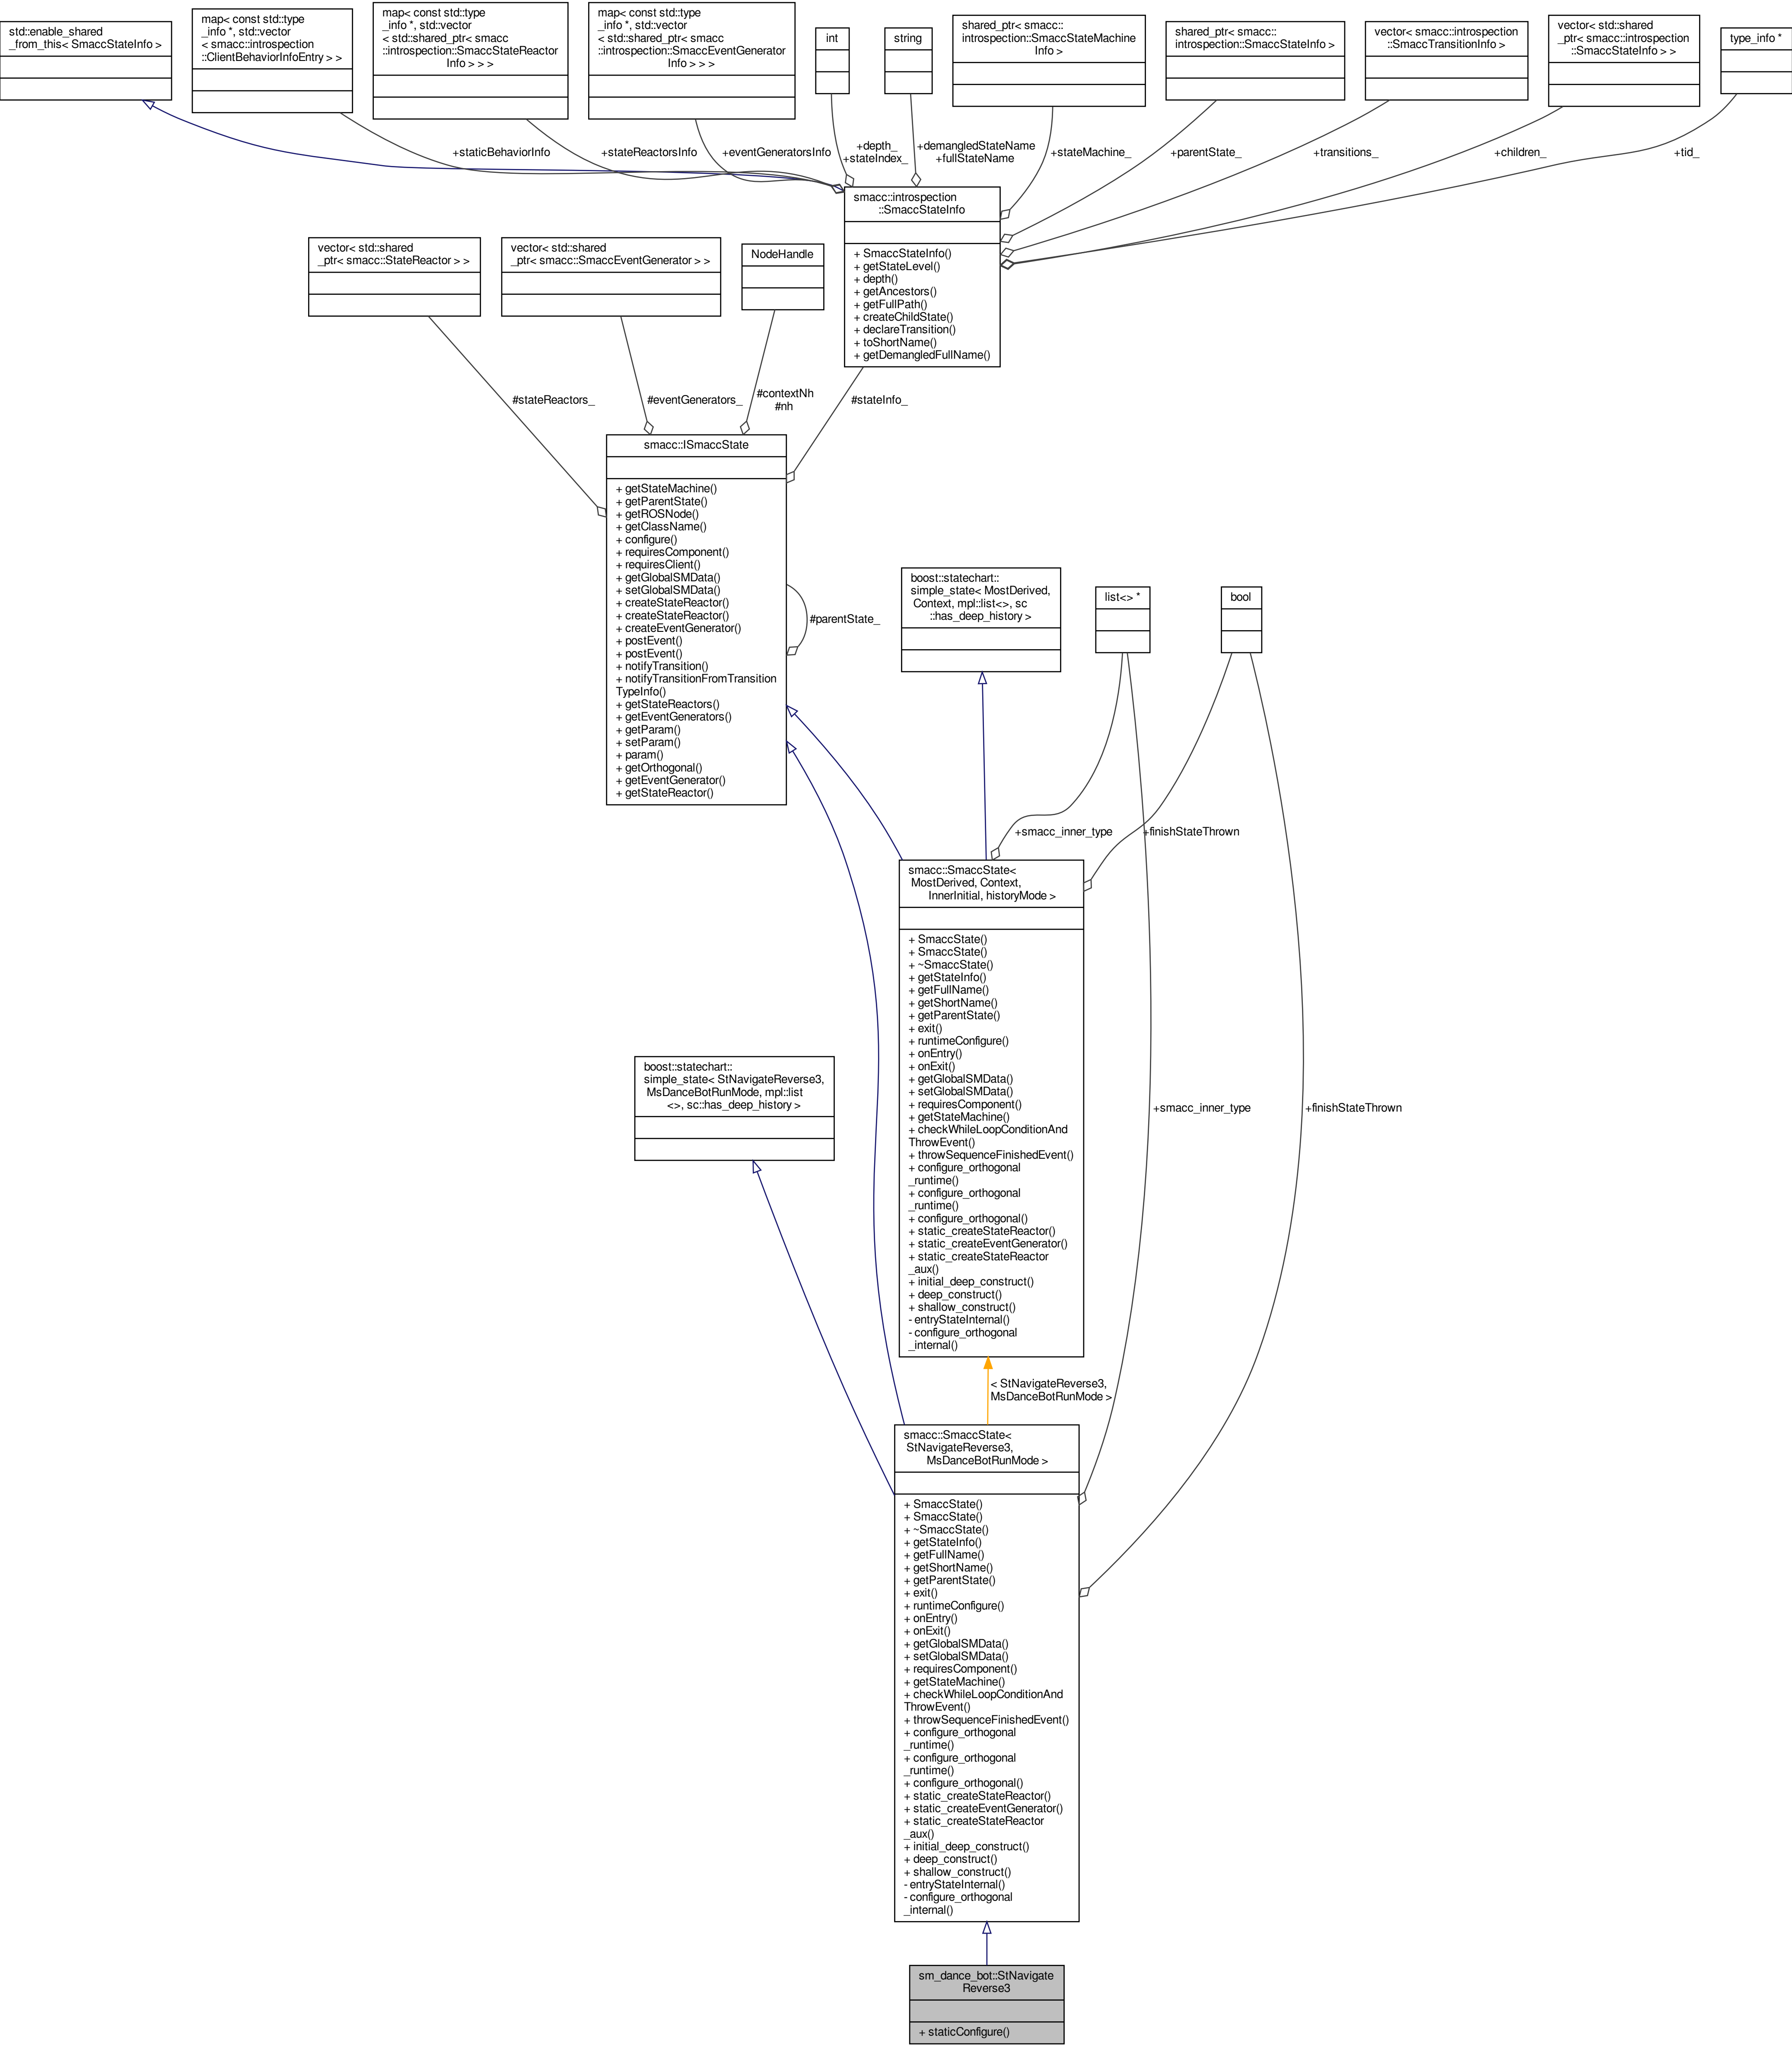 std::enable_shared
_from_this< SmaccStateInfo >
map< const std::type
_info *, std::vector
< smacc::introspection
::ClientBehaviorInfoEntry > >
map< const std::type
_info *, std::vector
< std::shared_ptr< smacc
::introspection::SmaccStateReactor
Info > > >
map< const std::type
_info *, std::vector
< std::shared_ptr< smacc
::introspection::SmaccEventGenerator
Info > > >
int
string
shared_ptr< smacc::
introspection::SmaccStateMachine
Info >
shared_ptr< smacc::
introspection::SmaccStateInfo >
vector< smacc::introspection
::SmaccTransitionInfo >
vector< std::shared
_ptr< smacc::introspection
::SmaccStateInfo > >
type_info *
+staticBehaviorInfo
+stateReactorsInfo
+eventGeneratorsInfo
+depth_
+stateIndex_
+demangledStateName
+fullStateName
+stateMachine_
+parentState_
+transitions_
+children_
+tid_
smacc::introspection
::SmaccStateInfo
+ SmaccStateInfo()
+ getStateLevel()
+ depth()
+ getAncestors()
+ getFullPath()
+ createChildState()
+ declareTransition()
+ toShortName()
+ getDemangledFullName()
vector< std::shared
_ptr< smacc::StateReactor > >
vector< std::shared
_ptr< smacc::SmaccEventGenerator > >
NodeHandle
#stateReactors_
#eventGenerators_
#contextNh
#nh
#stateInfo_
smacc::ISmaccState
+ getStateMachine()
+ getParentState()
+ getROSNode()
+ getClassName()
+ configure()
+ requiresComponent()
+ requiresClient()
+ getGlobalSMData()
+ setGlobalSMData()
+ createStateReactor()
+ createStateReactor()
+ createEventGenerator()
+ postEvent()
+ postEvent()
+ notifyTransition()
+ notifyTransitionFromTransition
TypeInfo()
+ getStateReactors()
+ getEventGenerators()
+ getParam()
+ setParam()
+ param()
+ getOrthogonal()
+ getEventGenerator()
+ getStateReactor()
#parentState_
boost::statechart::
simple_state< MostDerived,
Context, mpl::list<>, sc
::has_deep_history >
list<> *
bool
+smacc_inner_type
+finishStateThrown
smacc::SmaccState<
MostDerived, Context,
InnerInitial, historyMode >
+ SmaccState()
+ SmaccState()
+ ~SmaccState()
+ getStateInfo()
+ getFullName()
+ getShortName()
+ getParentState()
+ exit()
+ runtimeConfigure()
+ onEntry()
+ onExit()
+ getGlobalSMData()
+ setGlobalSMData()
+ requiresComponent()
+ getStateMachine()
+ checkWhileLoopConditionAnd
ThrowEvent()
+ throwSequenceFinishedEvent()
+ configure_orthogonal
_runtime()
+ configure_orthogonal
_runtime()
+ configure_orthogonal()
+ static_createStateReactor()
+ static_createEventGenerator()
+ static_createStateReactor
_aux()
+ initial_deep_construct()
+ deep_construct()
+ shallow_construct()
- entryStateInternal()
- configure_orthogonal
_internal()
boost::statechart::
simple_state< StNavigateReverse3,
MsDanceBotRunMode, mpl::list
<>, sc::has_deep_history >
+smacc_inner_type
+finishStateThrown
< StNavigateReverse3,
MsDanceBotRunMode >
smacc::SmaccState<
StNavigateReverse3,
MsDanceBotRunMode >
+ SmaccState()
+ SmaccState()
+ ~SmaccState()
+ getStateInfo()
+ getFullName()
+ getShortName()
+ getParentState()
+ exit()
+ runtimeConfigure()
+ onEntry()
+ onExit()
+ getGlobalSMData()
+ setGlobalSMData()
+ requiresComponent()
+ getStateMachine()
+ checkWhileLoopConditionAnd
ThrowEvent()
+ throwSequenceFinishedEvent()
+ configure_orthogonal
_runtime()
+ configure_orthogonal
_runtime()
+ configure_orthogonal()
+ static_createStateReactor()
+ static_createEventGenerator()
+ static_createStateReactor
_aux()
+ initial_deep_construct()
+ deep_construct()
+ shallow_construct()
- entryStateInternal()
- configure_orthogonal
_internal()
sm_dance_bot::StNavigate
Reverse3
+ staticConfigure()